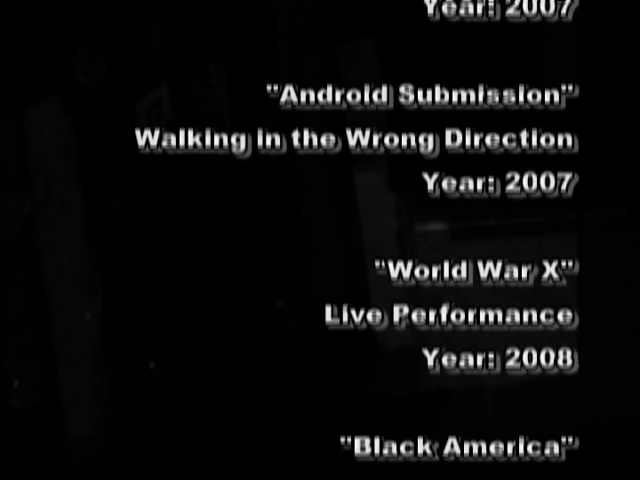 Year: 2007
"Android Submission"
Walking in the Wrong Direction
Year: 2007
"World War X"
Live Performance
Year: 2008
"Black America"